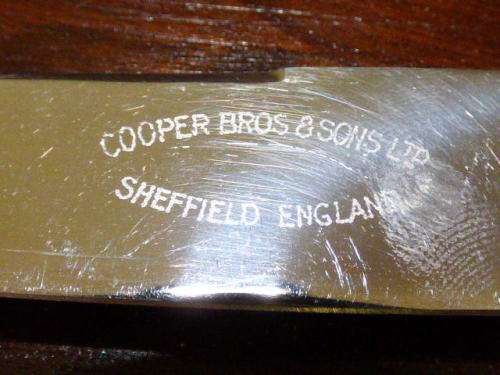 COOPER BROS & SONS LTD
SHEFFIELD ENGLAND